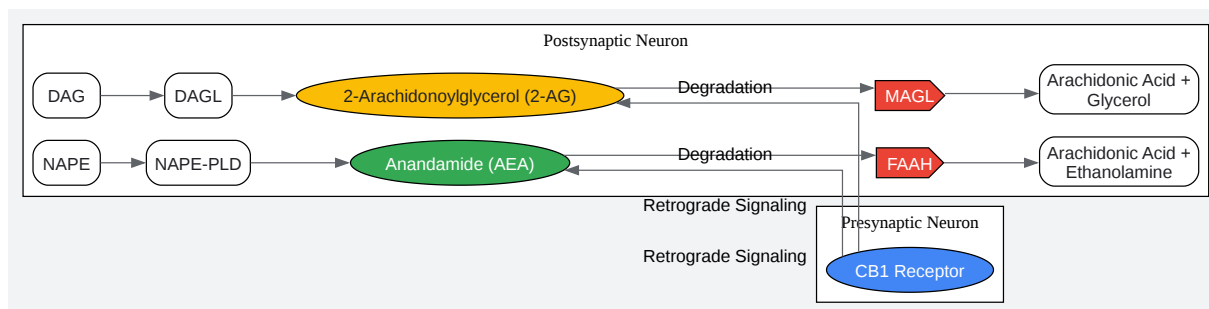 Postsynaptic Neuron
DAG
DAGL
2-Arachidonoylglycerol (2-AG)
Degradation
MAGL
Arachidonic Acid +
Glycerol
NAPE
NAPE-PLD
Anandamide (AEA)
Degradation
FAAH
Arachidonic Acid +
Ethanolamine
Retrograde Signaling
Presynaptic Neuron
Retrograde Signaling
CB1 Receptor